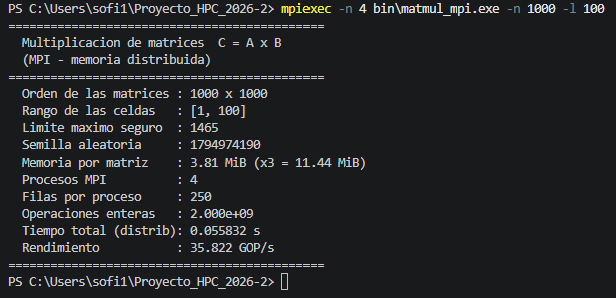 PS C:\Users\sofi1\Proyecto_HPC_2026-2> mpiexec -n 4 bin\matmul_mpi.exe -n 1000 -l 100
=============================================
  Multiplicacion de matrices  C = A x B
  (MPI - memoria distribuida)
=============================================
  Orden de las matrices : 1000 x 1000
  Rango de las celdas   : [1, 100]
  Limite maximo seguro  : 1465
  Semilla aleatoria     : 1794974190
  Memoria por matriz    : 3.81 MiB (x3 = 11.44 MiB)
  Procesos MPI          : 4
  Filas por proceso     : 250
  Operaciones enteras   : 2.000e+09
  Tiempo total (distrib): 0.055832 s
  Rendimiento           : 35.822 GOP/s
=============================================
PS C:\Users\sofi1\Proyecto_HPC_2026-2>